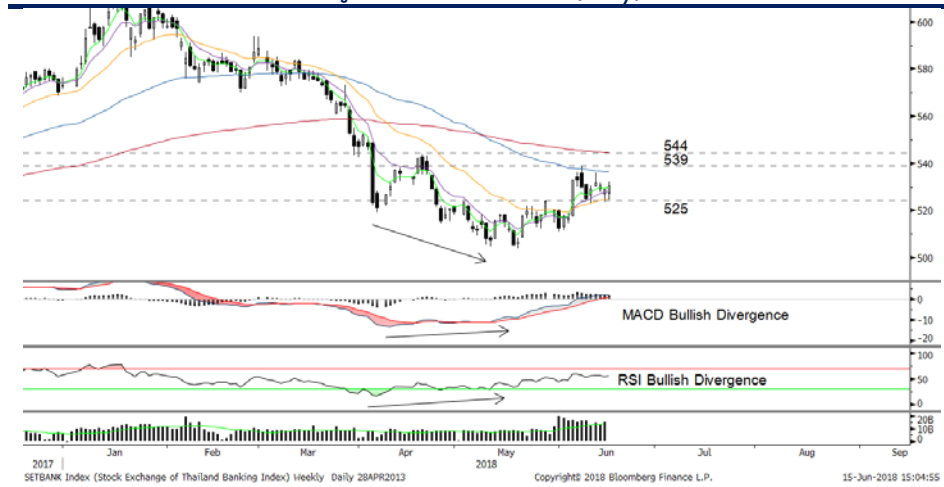 600
580
560
544
539
540
525
520
500
MACD Bullish Divergence
0
-10
-20
100
RSI Bullish Divergence
50
0
20B
10B
0
Jan Feb Mar Apr May Jun Jul Aug Sep
2017 2018
SETBANK Index (Stock Exchange of Thailand Banking Index) Weekly Daily 28APR2013 Copyright© 2018 Bloomberg Finance L.P. 15-Jun-2018 15:04:55